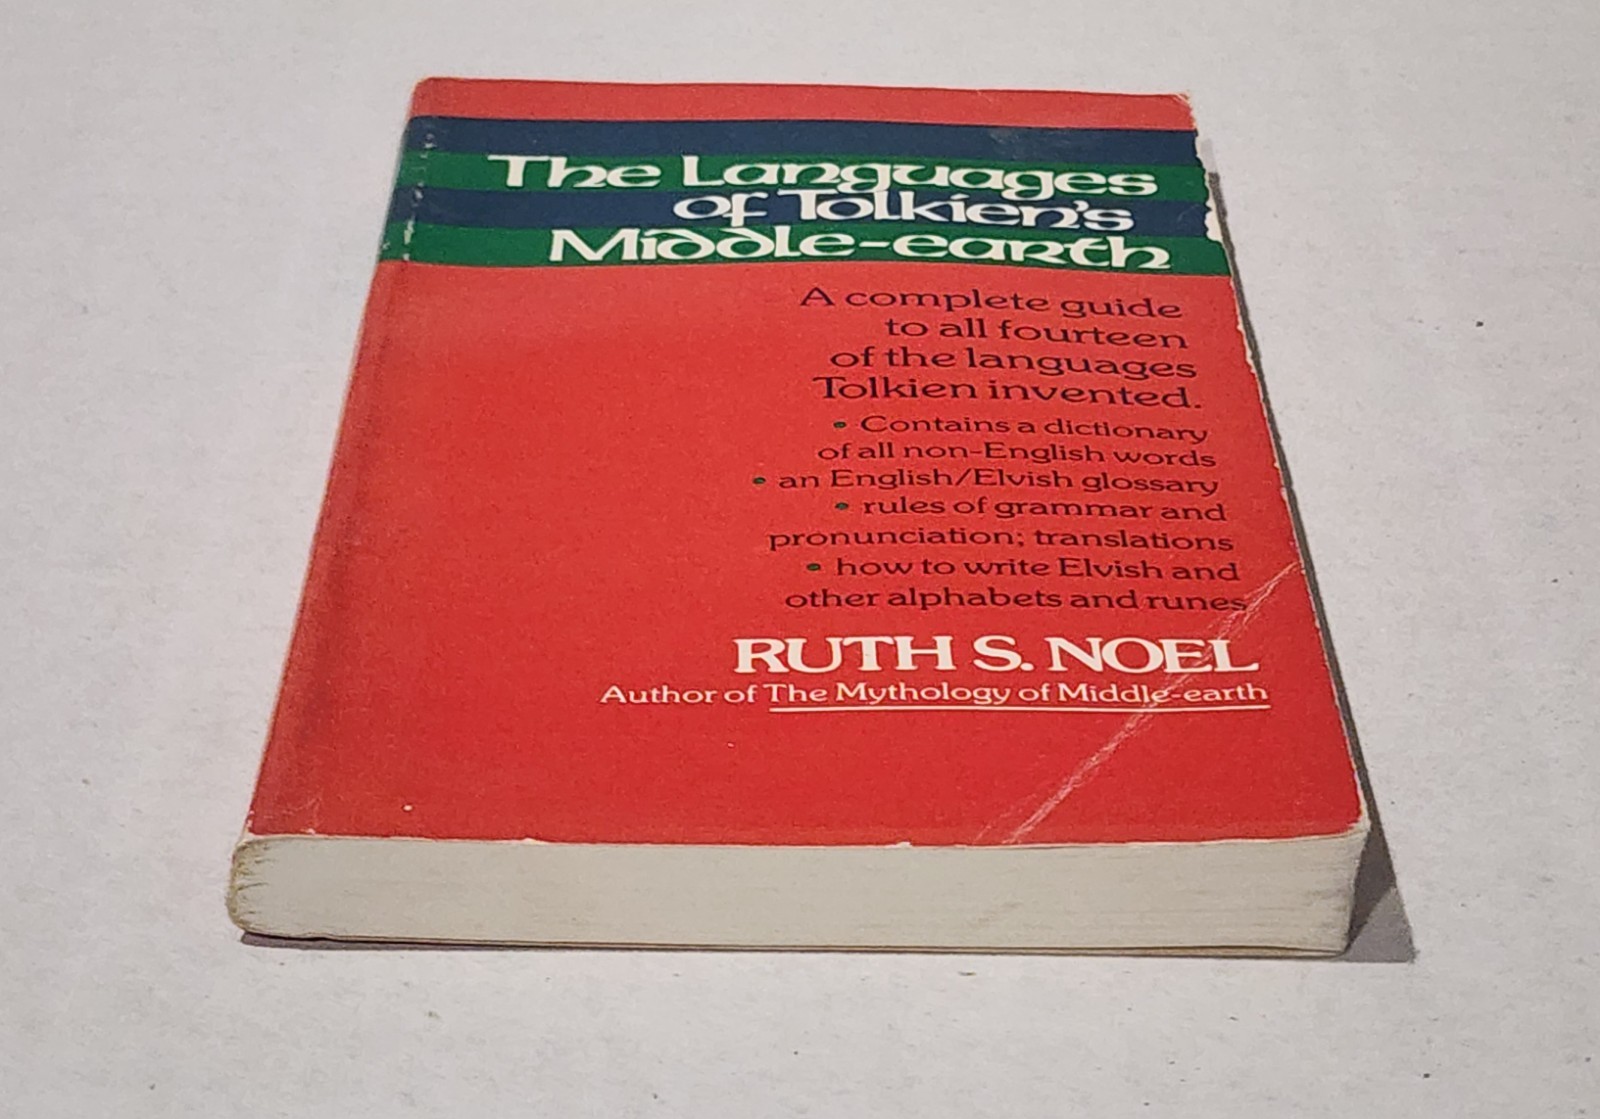 The Languages
of Tolkien's
Middle-earth
A complete guide
to all fourteen
of the languages
Tolkien invented.
• Contains a dictionary
of all non-English words
• an English/Elvish glossary
• rules of grammar and
pronunciation; translations
• how to write Elvish and
other alphabets and runes
RUTH S. NOEL
Author of The Mythology of Middle-earth